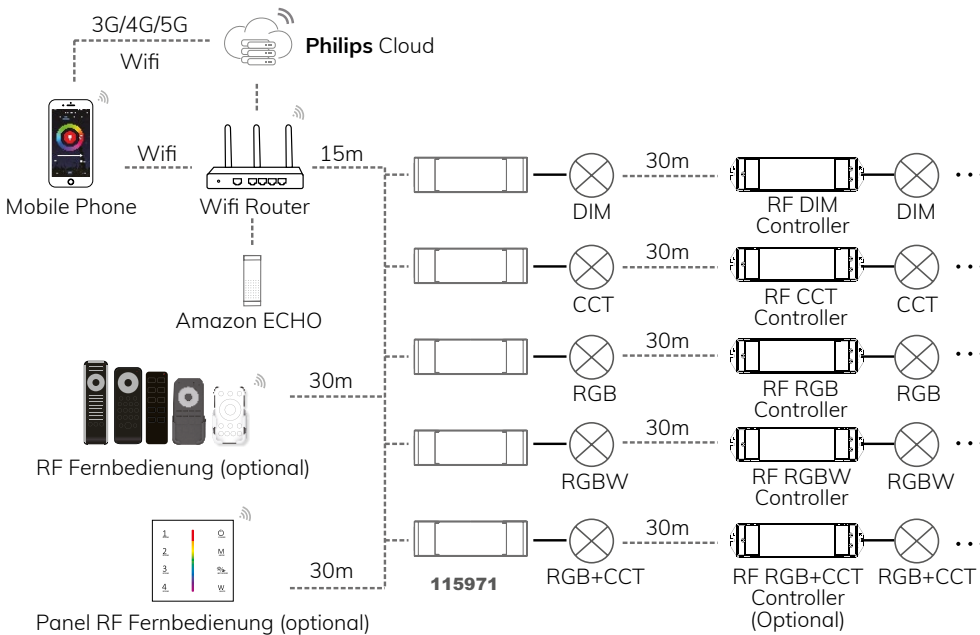 3G/4G/5G
Wifi
Philips Cloud
Wifi
15m
Mobile Phone
Wifi Router
Amazon ECHO
30m
RF Fernbedienung (optional)
1
2
3
4
M
W
30m
Panel RF Fernbedienung (optional)
DIM
30m
RF DIM
Controller
DIM
CCT
30m
RF CCT
Controller
CCT
RGB
30m
RF RGB
Controller
RGB
RGBW
30m
RF RGBW
Controller
RGBW
115971
RGB+CCT
30m
RF RGB+CCT
Controller
(Optional)
RGB+CCT